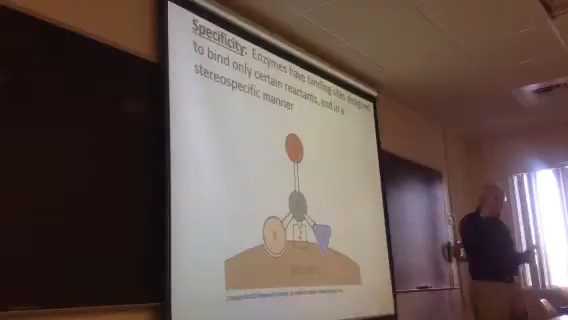 Specificity: Enzymes have binding sites designed
to bind only certain reactants, and in a
stereospecific manner